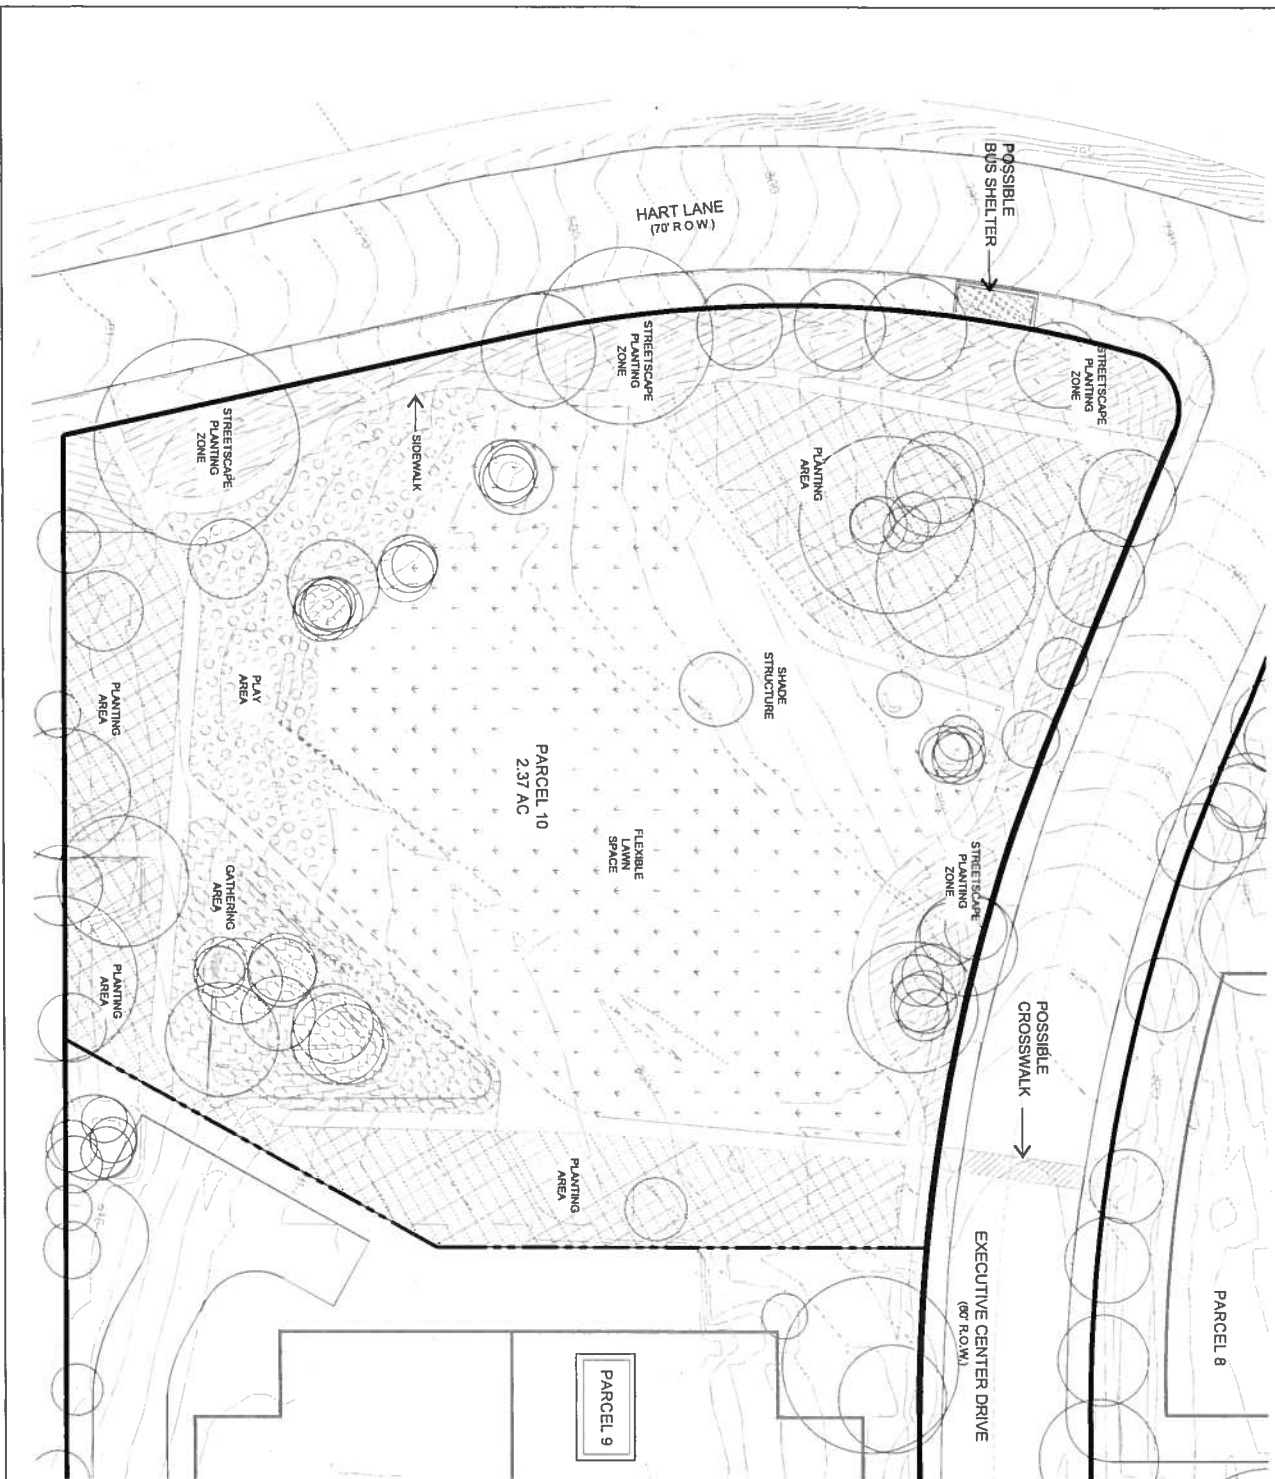 POSSIBLE
BUS SHELTER
HART LANE
(70' R.O.W.)
STREETSCAPE
PLANTING
ZONE
STREETSCAPE
PLANTING
ZONE
STREETSCAPE
PLANTING
ZONE
SIDEWALK
PLANTING
AREA
SHADE
STRUCTURE
PLAY
AREA
PLANTING
AREA
PARCEL 10
2.37 AC
FLEXIBLE
LAWN
SPACE
STREETSCAPE
PLANTING
ZONE
GATHERING
AREA
PLANTING
AREA
POSSIBLE
CROSSWALK
PLANTING
AREA
EXECUTIVE CENTER DRIVE
(60' R.O.W.)
PARCEL 8
PARCEL 9